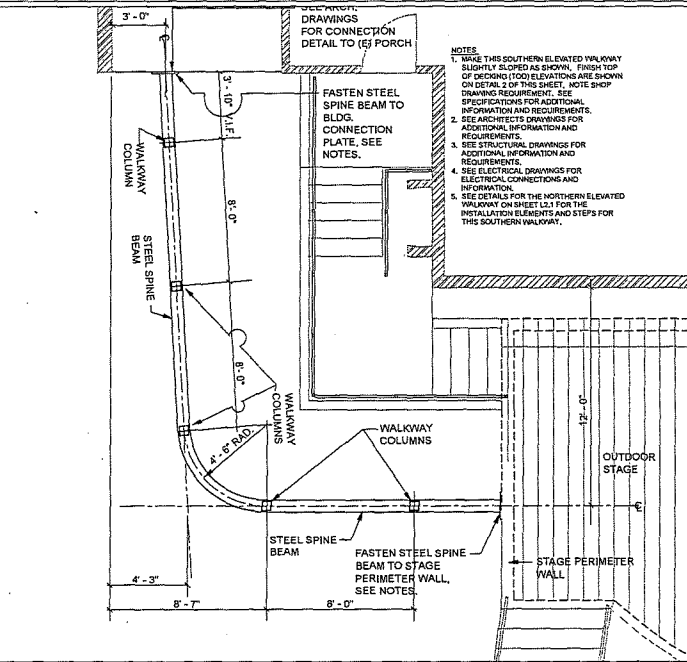 SEE ARCH.
DRAWINGS
FOR CONNECTION
DETAIL TO (E) PORCH
3' - 0"
℄
NOTES
1. MAKE THIS SOUTHERN ELEVATED WALKWAY
SLIGHTLY SLOPED AS SHOWN. FINISH TOP
OF DECKING (TOD) ELEVATIONS ARE SHOWN
ON DETAIL 2 OF THIS SHEET. NOTE SHOP
DRAWING REQUIREMENT. SEE
SPECIFICATIONS FOR ADDITIONAL
INFORMATION AND REQUIREMENTS.
2. SEE ARCHITECTS DRAWINGS FOR
ADDITIONAL INFORMATION AND
REQUIREMENTS.
3. SEE STRUCTURAL DRAWINGS FOR
ADDITIONAL INFORMATION AND
REQUIREMENTS.
4. SEE ELECTRICAL DRAWINGS FOR
ELECTRICAL CONNECTIONS AND
INFORMATION.
5. SEE DETAILS FOR THE NORTHERN ELEVATED
WALKWAY ON SHEET L2.1 FOR THE
INSTALLATION ELEMENTS AND STEPS FOR
THIS SOUTHERN WALKWAY.
3' - 10" V.I.F.
FASTEN STEEL
SPINE BEAM TO
BLDG.
CONNECTION
PLATE, SEE
NOTES.
WALKWAY
COLUMN
8'- 0"
STEEL SPINE
BEAM
8'- 0"
WALKWAY
COLUMNS
4' - 6" RAD.
WALKWAY
COLUMNS
12' - 0"
OUTDOOR
STAGE
℄
STEEL SPINE
BEAM
FASTEN STEEL SPINE
BEAM TO STAGE
PERIMETER WALL,
SEE NOTES.
STAGE PERIMETER
WALL
4' - 3"
8' - 7"
8' - 0"